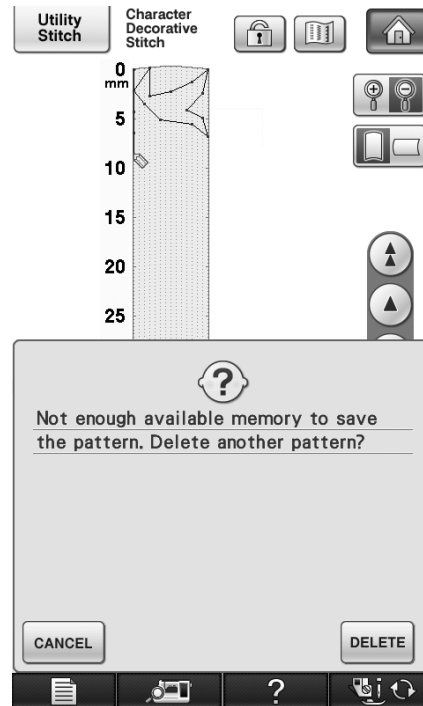 Utility
Stitch
Character
Decorative
Stitch
0
mm
5
10
15
20
25
?
Not enough available memory to save
the pattern. Delete another pattern?
CANCEL
DELETE
?